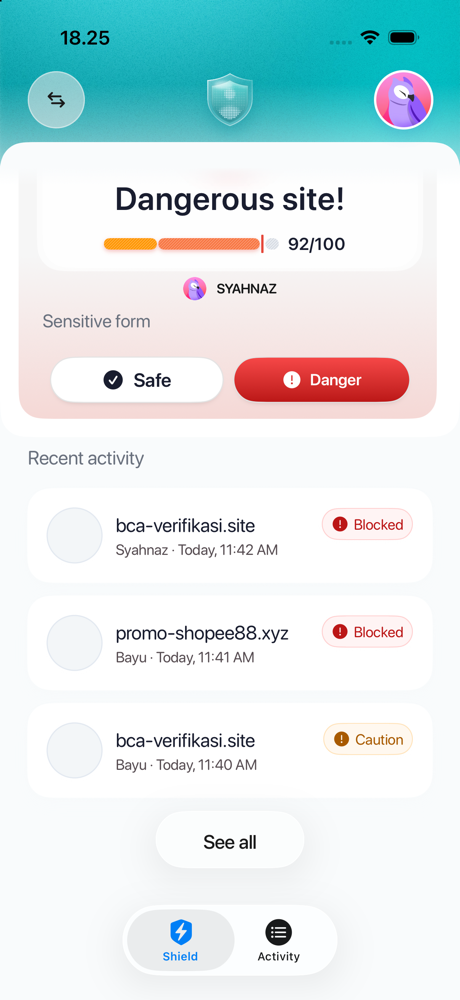 18.25
Dangerous site!
92/100
SYAHNAZ
Sensitive form
Safe
Danger
Recent activity
bca-verifikasi.site
Blocked
Syahnaz · Today, 11:42 AM
promo-shopee88.xyz
Blocked
Bayu · Today, 11:41 AM
bca-verifikasi.site
Caution
Bayu · Today, 11:40 AM
See all
Shield
Activity